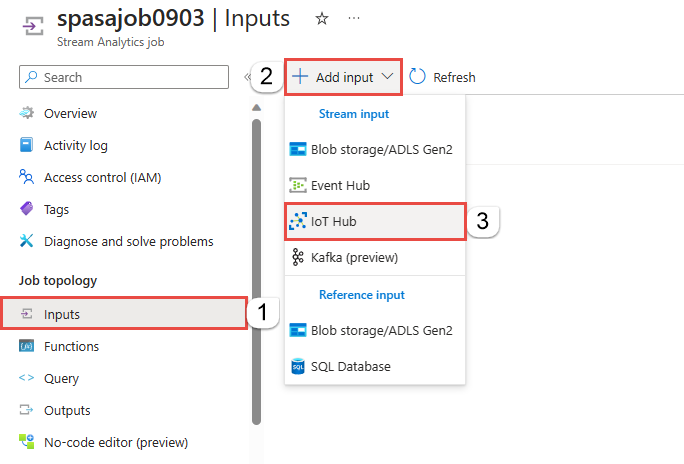 spasajob0903 | Inputs ☆ ...
Stream Analytics job
Search
«
2
+ Add input
Refresh
Stream input
Blob storage/ADLS Gen2
Event Hub
IoT Hub
3
Kafka (preview)
Reference input
Blob storage/ADLS Gen2
SQL Database
Overview
Activity log
Access control (IAM)
Tags
Diagnose and solve problems
Job topology
Inputs
1
Functions
Query
Outputs
No-code editor (preview)